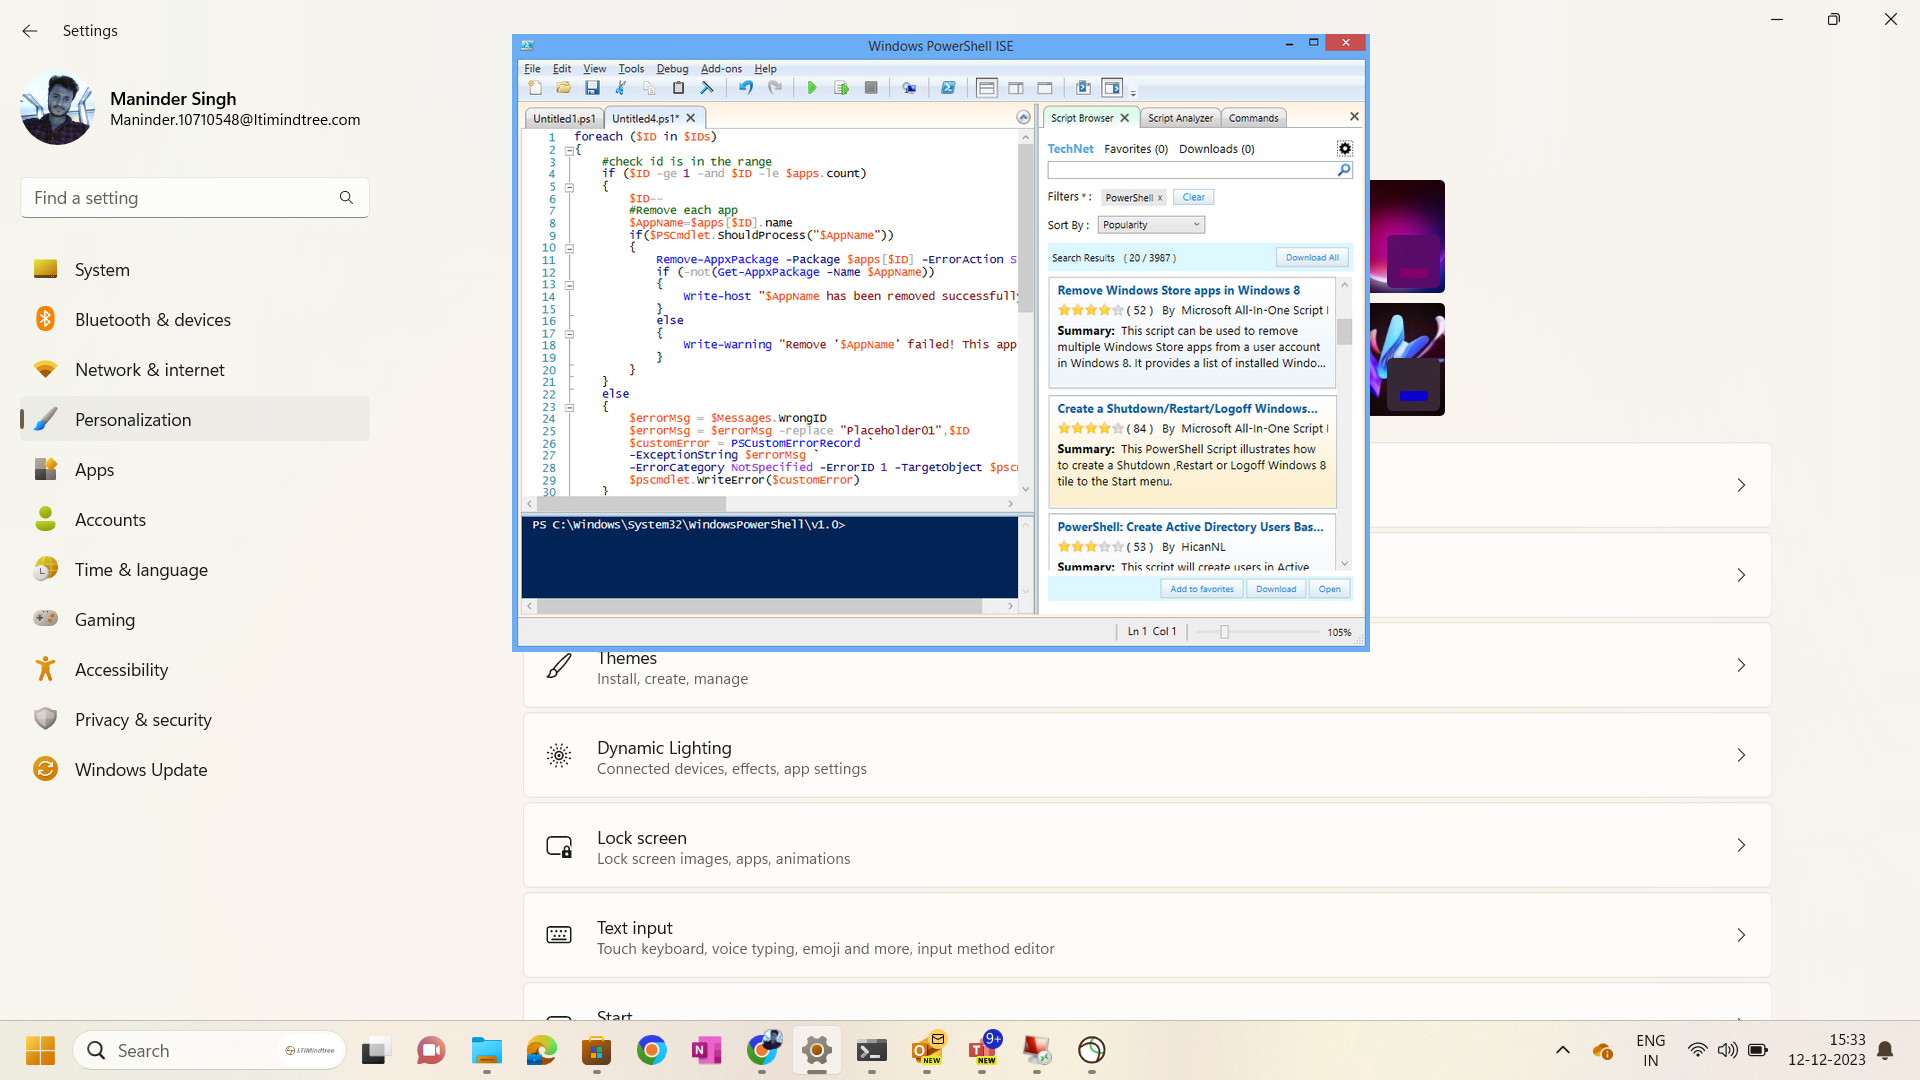 Settings
Maninder Singh
Maninder.10710548@ltimindtree.com
Find a setting
System
Bluetooth & devices
Network & internet
Personalization
Apps
Accounts
Time & language
Gaming
Accessibility
Privacy & security
Windows Update
Windows PowerShell ISE
File Edit View Tools Debug Add-ons Help
Untitled1.ps1 Untitled4.ps1*
1 foreach ($ID in $IDs)
2 {
3 #check id is in the range
4 if ($ID -ge 1 -and $ID -le $apps.count)
5 {
6 $ID--
7 #Remove each app
8 $AppName=$apps[$ID].name
9 if($PSCmdlet.ShouldProcess("$AppName"))
10 {
11 Remove-AppxPackage -Package $apps[$ID] -ErrorAction S
12 if (-not(Get-AppxPackage -Name $AppName))
13 {
14 Write-host "$AppName has been removed successfully
15 }
16 else
17 {
18 Write-Warning "Remove '$AppName' failed! This app
19 }
20 }
21 }
22 else
23 {
24 $errorMsg = $Messages.WrongID
25 $errorMsg = $errorMsg -replace "Placeholder01",$ID
26 $customError = PSCustomErrorRecord `
27 -ExceptionString $errorMsg `
28 -ErrorCategory NotSpecified -ErrorID 1 -TargetObject $pscm
29 $pscmdlet.WriteError($customError)
30 }
PS C:\Windows\System32\WindowsPowerShell\v1.0>
Script Browser Script Analyzer Commands
TechNet Favorites (0) Downloads (0)
Filters : PowerShell x Clear
Sort By : Popularity
Search Results ( 20 / 3987 ) Download All
Remove Windows Store apps in Windows 8
( 52 ) By Microsoft All-In-One Script
Summary: This script can be used to remove
multiple Windows Store apps from a user account
in Windows 8. It provides a list of installed Windo...
Create a Shutdown/Restart/Logoff Windows...
( 84 ) By Microsoft All-In-One Script
Summary: This PowerShell Script illustrates how
to create a Shutdown ,Restart or Logoff Windows 8
tile to the Start menu.
PowerShell: Create Active Directory Users Bas...
( 53 ) By HicanNL
Summary: This script will create users in Active
Add to favorites Download Open
Ln 1 Col 1 105%
Themes
Install, create, manage
Dynamic Lighting
Connected devices, effects, app settings
Lock screen
Lock screen images, apps, animations
Text input
Touch keyboard, voice typing, emoji and more, input method editor
Start
Search
LTIMindtree
NEW
9+
NEW
ENG
IN
15:33
12-12-2023